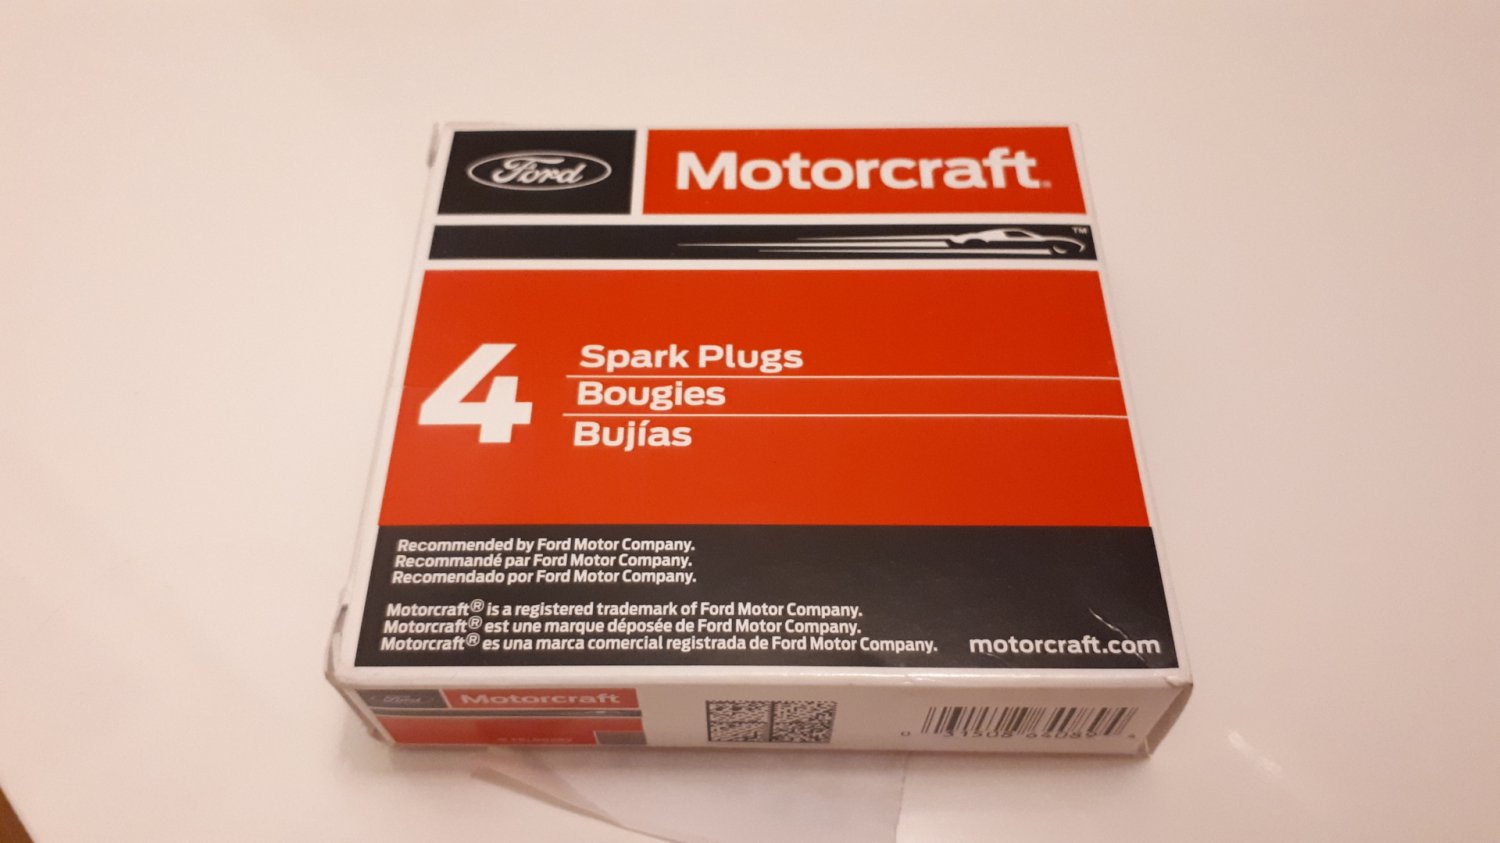 Ford
Motorcraft®
TM
4
Spark Plugs
Bougies
Bujías
Recommended by Ford Motor Company.
Recommandé par Ford Motor Company.
Recomendado por Ford Motor Company.
Motorcraft® is a registered trademark of Ford Motor Company.
Motorcraft® est une marque déposée de Ford Motor Company.
Motorcraft® es una marca comercial registrada de Ford Motor Company.
motorcraft.com
Ford
Motorcraft